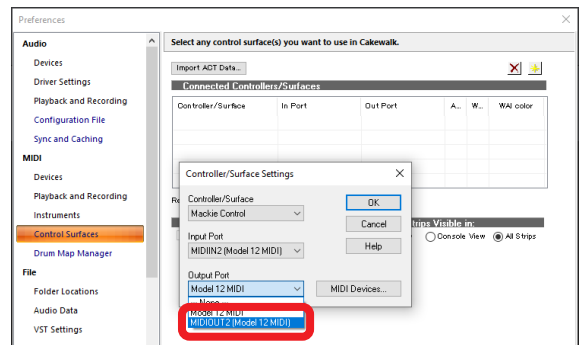 Preferences
Audio
Devices
Driver Settings
Playback and Recording
Configuration File
Sync and Caching
MIDI
Devices
Playback and Recording
Instruments
Control Surfaces
Drum Map Manager
File
Folder Locations
Audio Data
VST Settings
Select any control surface(s) you want to use in Cakewalk.
Import ACT Data...
Connected Controllers/Surfaces
Controller/Surface In Port Out Port A... W... WAI color
Controller/Surface Settings
Controller/Surface
Mackie Control
OK
Cancel
Help
Input Port
MIDIIN2 (Model 12 MIDI)
Output Port
Model 12 MIDI
MIDI Devices...
--- None ---
Model 12 MIDI
MIDIOUT2 (Model 12 MIDI)
trips Visible in:
Console View All Strips